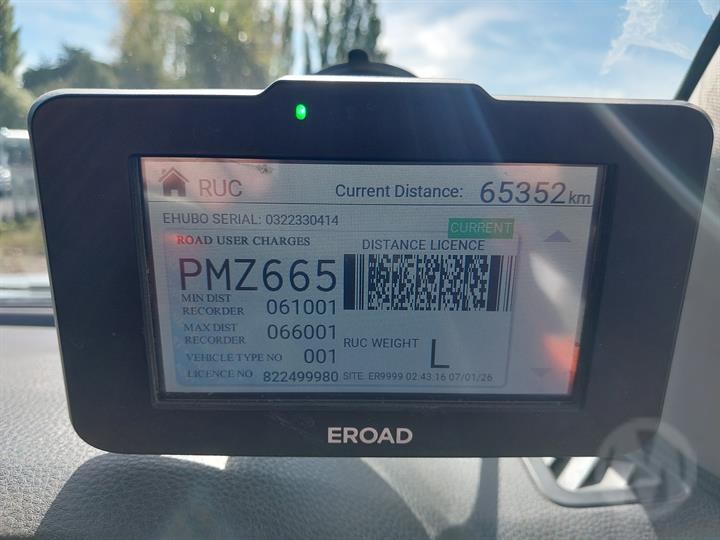 RUC Current Distance: 65352 km
EHUBO SERIAL: 0322330414
CURRENT
ROAD USER CHARGES DISTANCE LICENCE
PMZ665
MIN DIST RECORDER 061001
MAX DIST RECORDER 066001
RUC WEIGHT L
VEHICLE TYPE NO 001
LICENCE NO 822499980 SITE: ER9999 02:43:16 07/01/26
EROAD